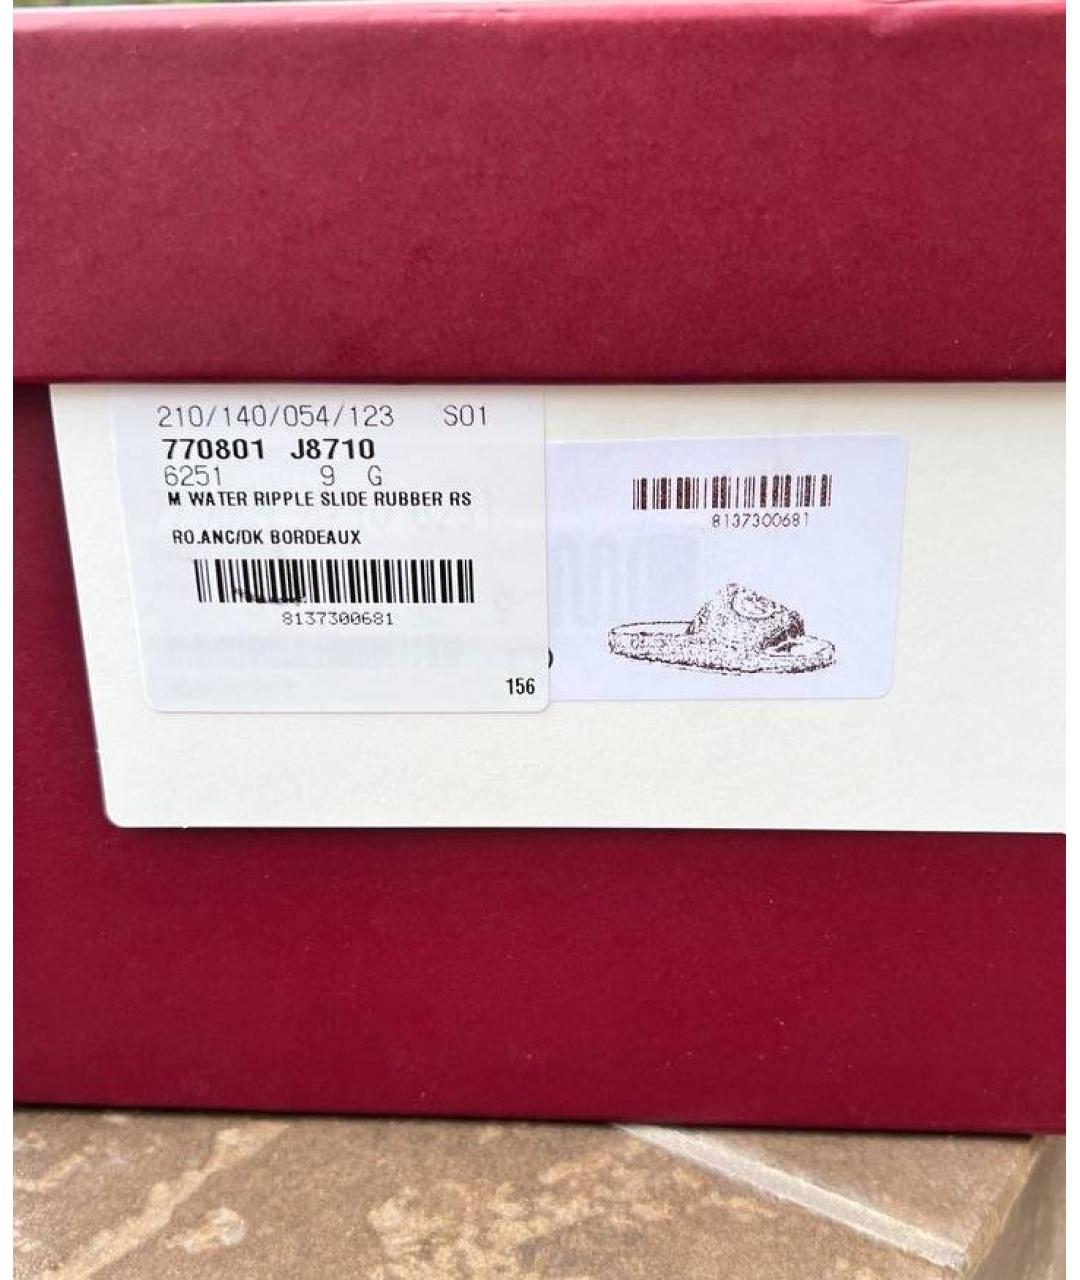 210/140/054/123 S01
770801 J8710
6251 9 G
M WATER RIPPLE SLIDE RUBBER RS
RO.ANC/DK BORDEAUX
8137300681
156
8137300681